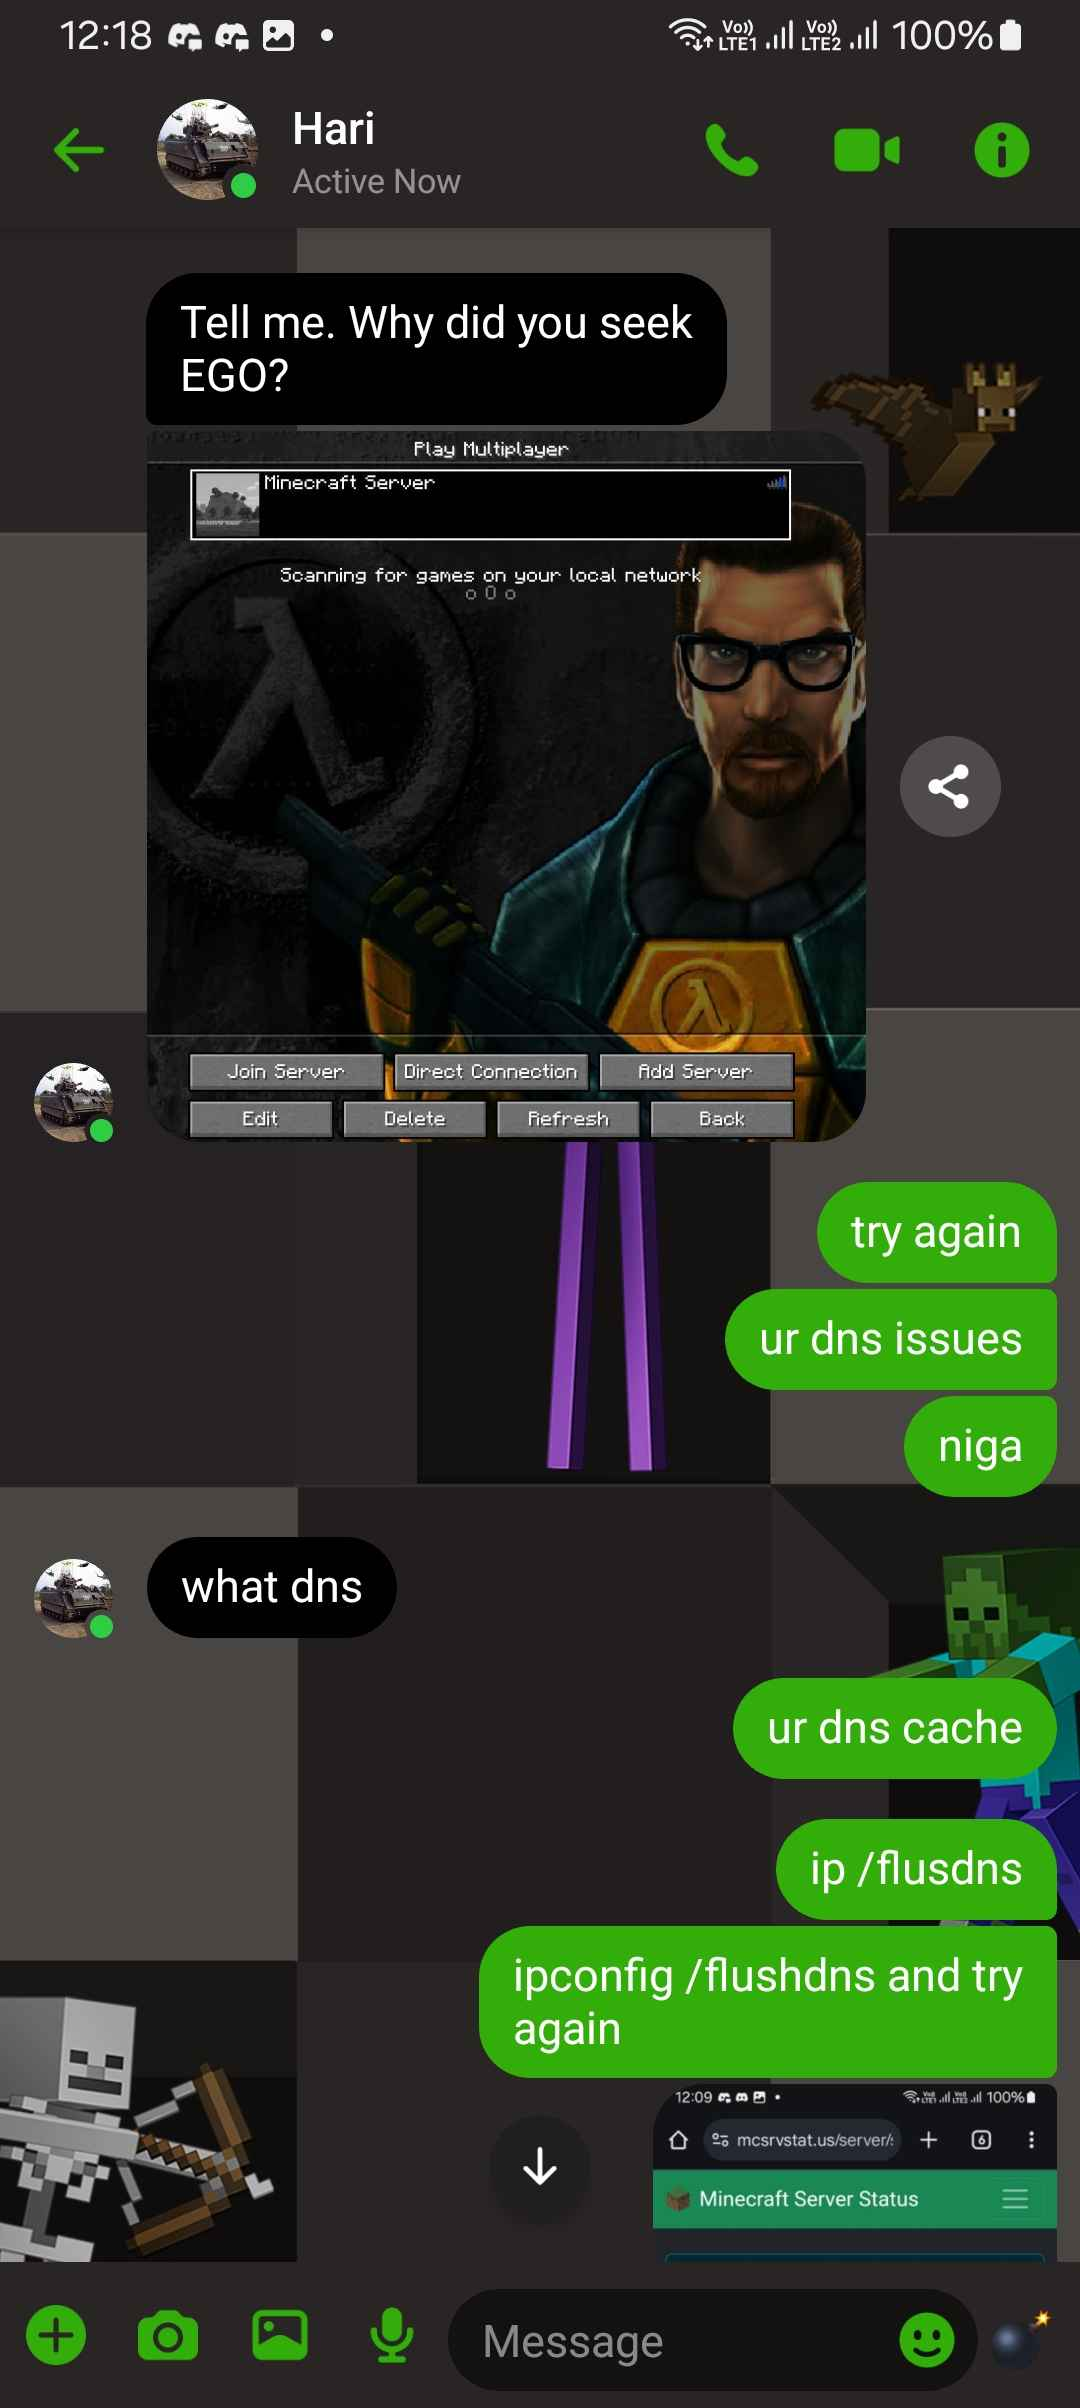 12:18
Vo))
LTE1
Vo))
LTE2
100%
Hari
Active Now
Tell me. Why did you seek
EGO?
Play Multiplayer
Minecraft Server
Scanning for games on your local network
o O o
Join Server
Direct Connection
Add Server
Edit
Delete
Refresh
Back
try again
ur dns issues
niga
what dns
ur dns cache
ip /flusdns
ipconfig /flushdns and try
again
12:09
100%
mcsrvstat.us/server/
6
Minecraft Server Status
Message